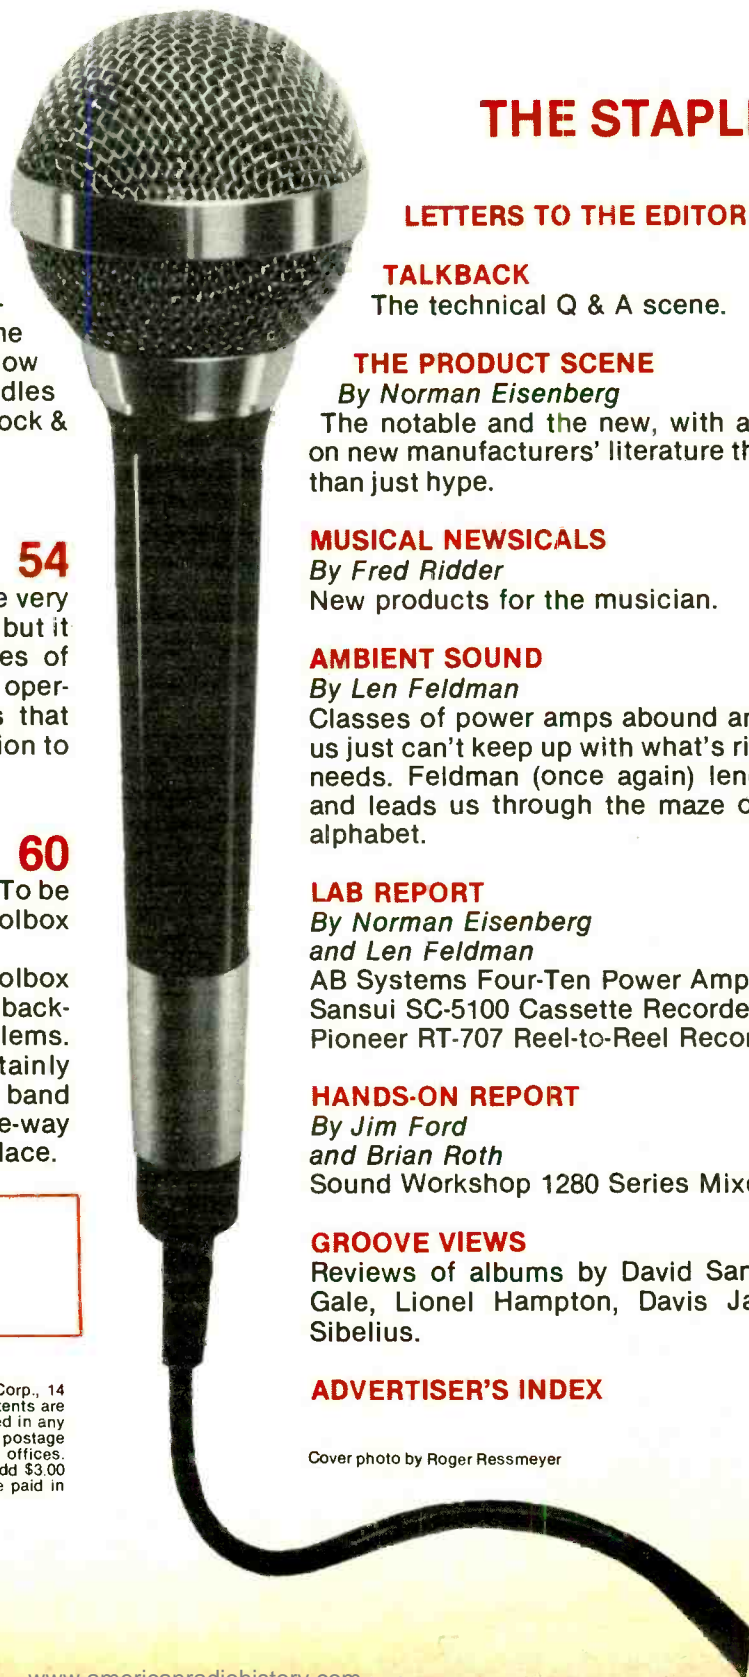 ow
dles
ock &
54
e very
but it
es of
oper-
s that
ion to
60
To be
olbox
olbox
back-
lems.
tainly
band
e-way
lace.
Corp., 14
tents are
ed in any
postage
offices.
dd $3.00
e paid in
THE STAPL
LETTERS TO THE EDITOR
TALKBACK
The technical Q & A scene.
THE PRODUCT SCENE
By Norman Eisenberg
The notable and the new, with a
on new manufacturers' literature th
than just hype.
MUSICAL NEWSICALS
By Fred Ridder
New products for the musician.
AMBIENT SOUND
By Len Feldman
Classes of power amps abound an
us just can't keep up with what's ri
needs. Feldman (once again) len
and leads us through the maze o
alphabet.
LAB REPORT
By Norman Eisenberg
and Len Feldman
AB Systems Four-Ten Power Amp
Sansui SC-5100 Cassette Recorde
Pioneer RT-707 Reel-to-Reel Recor
HANDS-ON REPORT
By Jim Ford
and Brian Roth
Sound Workshop 1280 Series Mixe
GROOVE VIEWS
Reviews of albums by David San
Gale, Lionel Hampton, Davis Ja
Sibelius.
ADVERTISER'S INDEX
Cover photo by Roger Ressmeyer
www.americanradiohistory.com